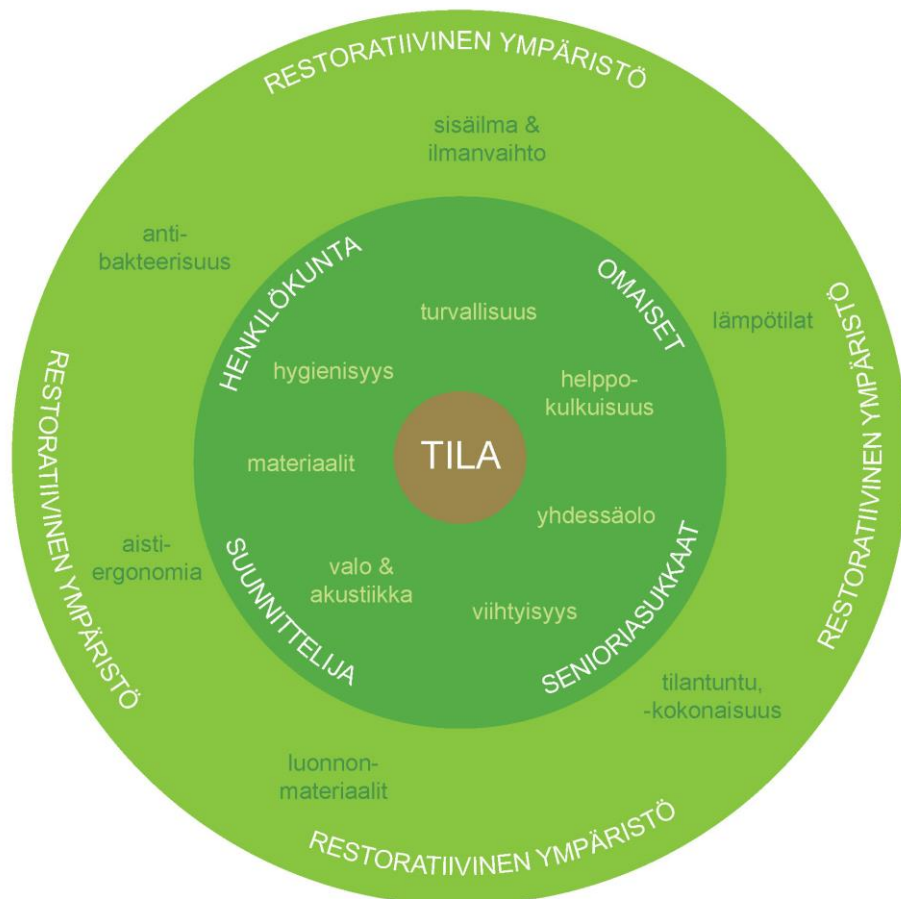 RESTORATIIVINEN YMPÄRISTÖ
sisäilma &
ilmanvaihto
anti-
bakteerisuus
HENKILÖKUNTA
OMAISET
turvallisuus
lämpötilat
RESTORATIIVINEN YMPÄRISTÖ
RESTORATIIVINEN YMPÄRISTÖ
hygienisyys
helppo-
kulkuisuus
TILA
materiaalit
yhdessäolo
aisti-
ergonomia
SUUNNITTELIJA
valo &
akustiikka
viihtyisyys
SENIORIASUKKAAT
tilantuntu,
-kokonaisuus
luonnon-
materiaalit
RESTORATIIVINEN YMPÄRISTÖ